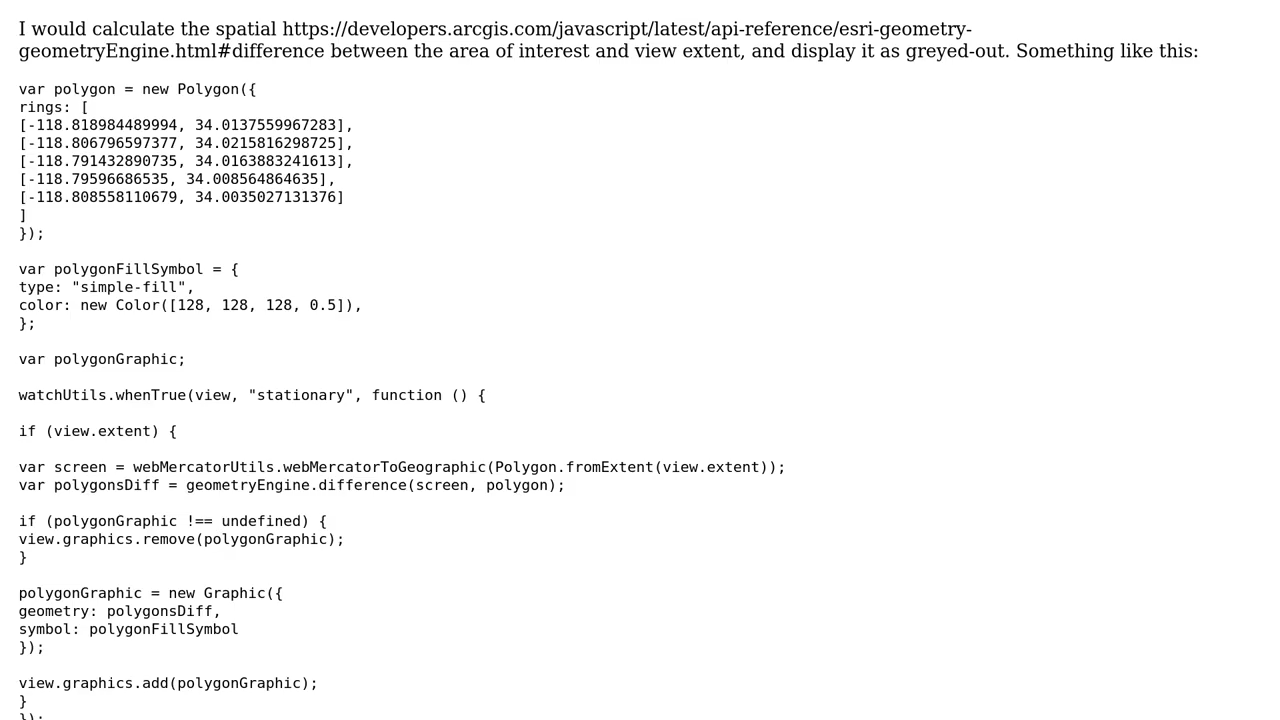 I would calculate the spatial https://developers.arcgis.com/javascript/latest/api-reference/esri-geometry-
geometryEngine.html#difference between the area of interest and view extent, and display it as greyed-out. Something like this:
var polygon = new Polygon({
rings: [
[-118.818984489994, 34.0137559967283],
[-118.806796597377, 34.0215816298725],
[-118.791432890735, 34.0163883241613],
[-118.79596686535, 34.008564864635],
[-118.808558110679, 34.0035027131376]
]
});
var polygonFillSymbol = {
type: "simple-fill",
color: new Color([128, 128, 128, 0.5]),
};
var polygonGraphic;
watchUtils.whenTrue(view, "stationary", function () {
if (view.extent) {
var screen = webMercatorUtils.webMercatorToGeographic(Polygon.fromExtent(view.extent));
var polygonsDiff = geometryEngine.difference(screen, polygon);
if (polygonGraphic !== undefined) {
view.graphics.remove(polygonGraphic);
}
polygonGraphic = new Graphic({
geometry: polygonsDiff,
symbol: polygonFillSymbol
});
view.graphics.add(polygonGraphic);
}
});